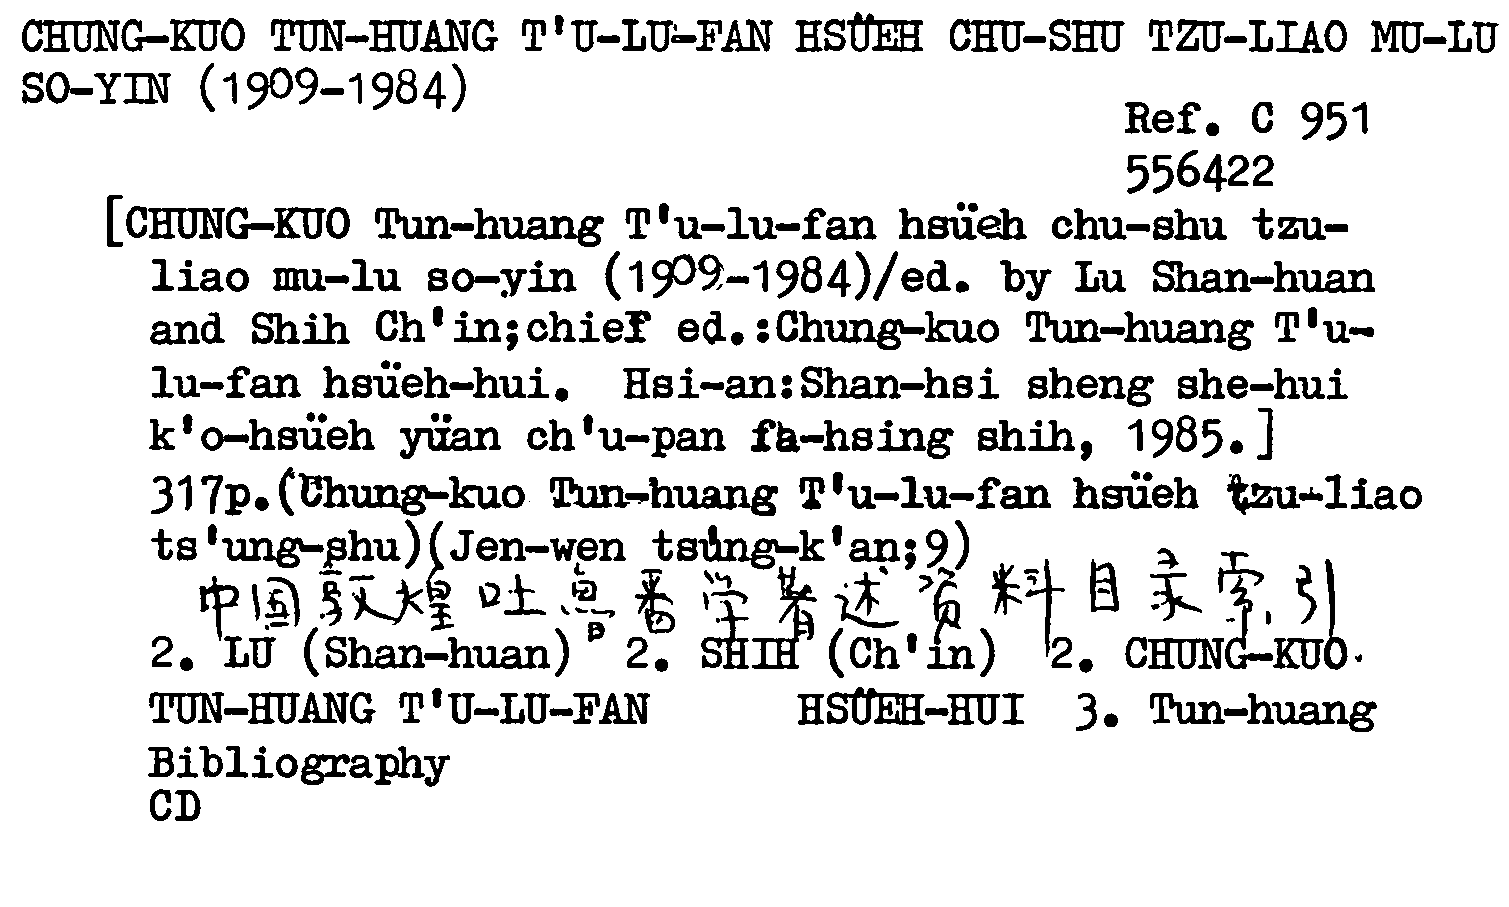 CHUNG-KUO TUN-HUANG T'U-LU-FAN HSÜEH CHU-SHU TZU-LIAO MU-LU
SO-YIN (1909-1984)
Ref. C 951
556422
[CHUNG-KUO Tun-huang T'u-lu-fan hsüeh chu-shu tzu-
liao mu-lu so-yin (1909-1984)/ed. by Lu Shan-huan
and Shih Ch'in;chief ed.:Chung-kuo Tun-huang T'u-
lu-fan hsüeh-hui. Hsi-an:Shan-hsi sheng she-hui
k'o-hsüeh yüan ch'u-pan fa-hsing shih, 1985.]
317p.(Chung-kuo Tun-huang T'u-lu-fan hsüeh tzu-liao
ts'ung-shu)(Jen-wen tsung-k'an;9)
中国敦煌吐鲁番学着述资料目录索引
2. LU (Shan-huan) 2. SHIH (Ch'in) 2. CHUNG-KUO
TUN-HUANG T'U-LU-FAN HSÜEH-HUI 3. Tun-huang
Bibliography
CD